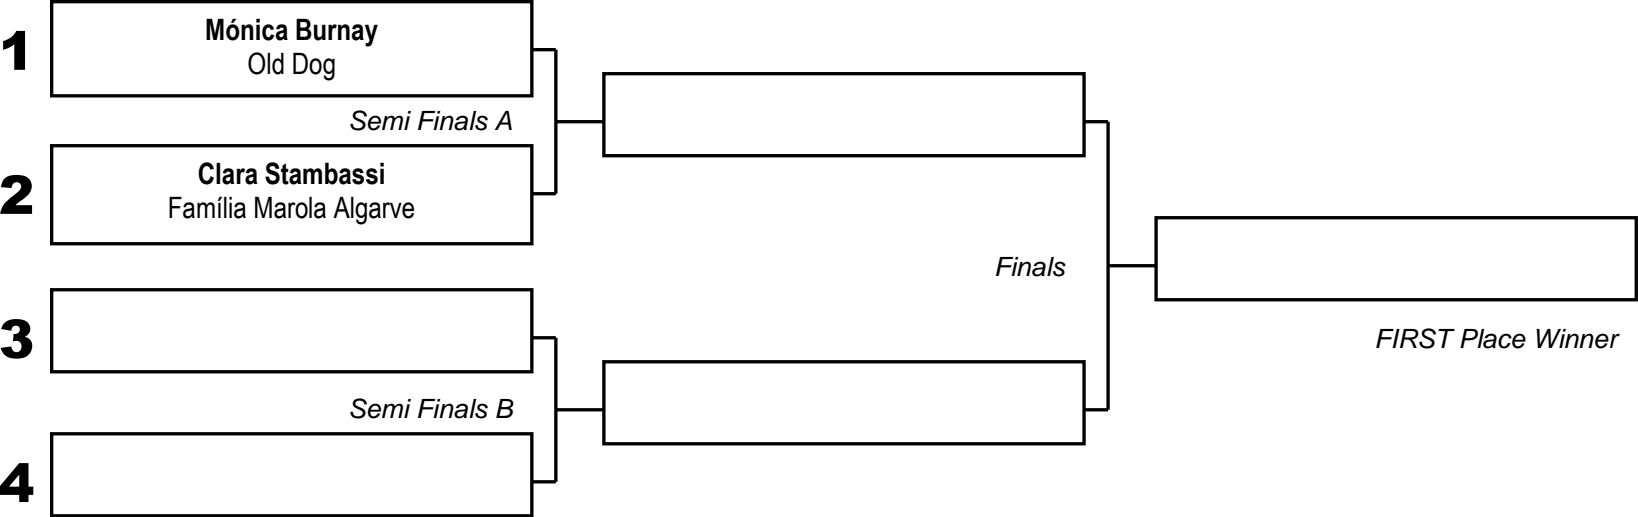 1
Mónica Burnay
Old Dog
Semi Finals A
2
Clara Stambassi
Família Marola Algarve
Finals
FIRST Place Winner
3
Semi Finals B
4